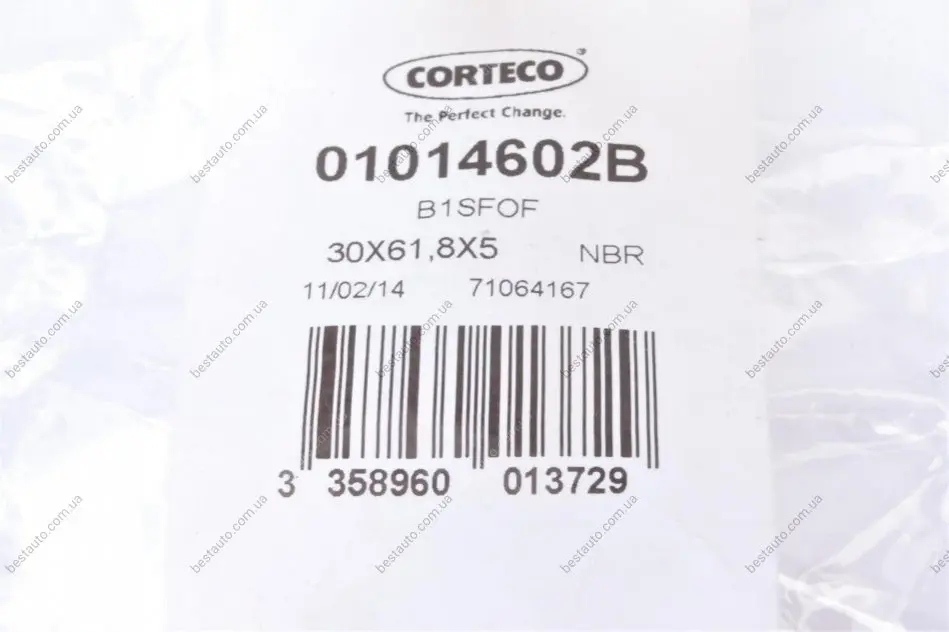 CORTECO
The Perfect Change.
01014602B
B1SFOF
30X61,8X5 NBR
11/02/14 71064167
3 358960 013729
bestauto.com.ua